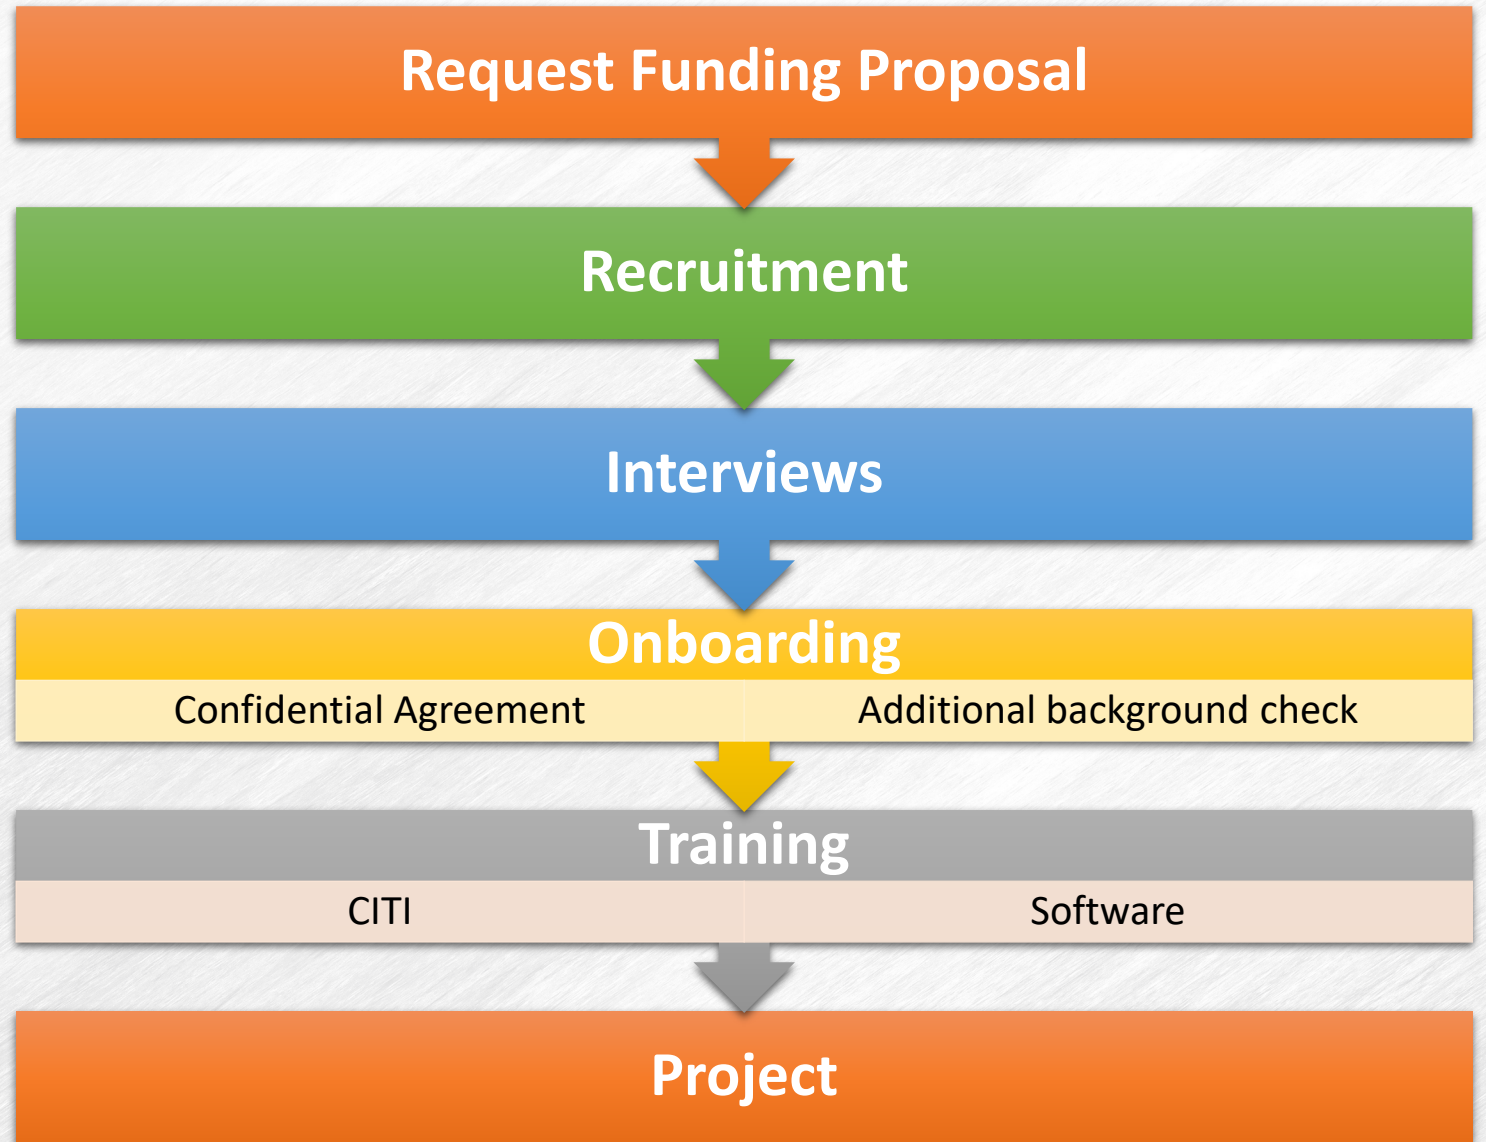 Request Funding Proposal
Recruitment
Interviews
Onboarding
Confidential Agreement Additional background check
Training
CITI Software
Project